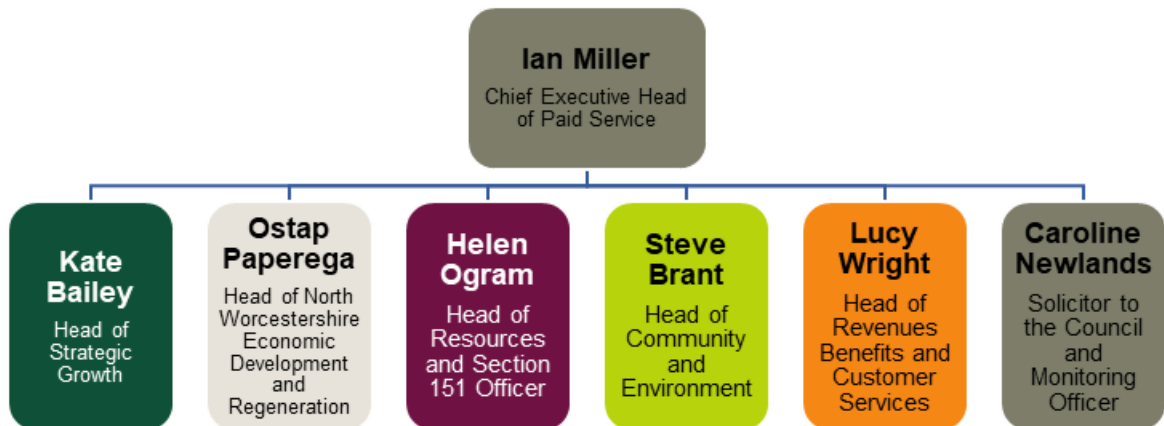 Ian Miller
Chief Executive Head
of Paid Service
Kate
Bailey
Head of
Strategic
Growth
Ostap
Paperega
Head of North
Worcestershire
Economic
Development
and
Regeneration
Helen
Ogram
Head of
Resources
and Section
151 Officer
Steve
Brant
Head of
Community
and
Environment
Lucy
Wright
Head of
Revenues
Benefits and
Customer
Services
Caroline
Newlands
Solicitor to
the Council
and
Monitoring
Officer